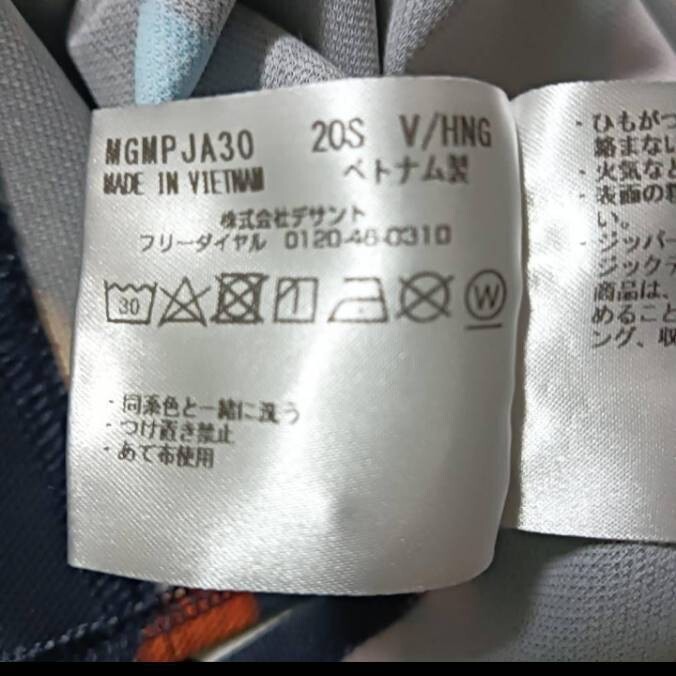 MGMPJA30 20S V/HNG
MADE IN VIETNAM ベトナム製
株式会社デサント
フリーダイヤル 0120-46-0310
30 W
・同系色と一緒に洗う
・つけ置き禁止
・あて布使用
・ひもがつ
絡まない
・火気など
・表面の
い。
・ジッパー
ジックテ
商品は、
めること
ング、収